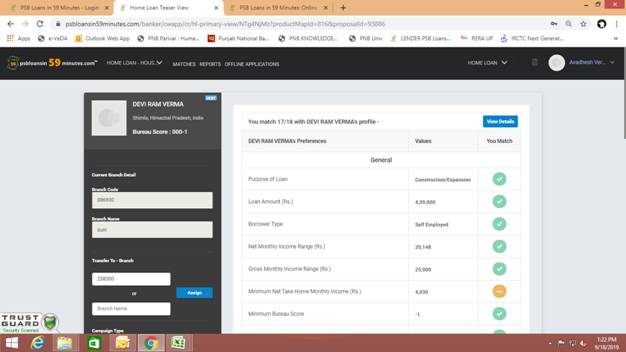 PSB Loans in 59 Minutes - Login
Home Loan Teaser View
PSB Loans in 59 Minutes Online
psbloansin59minutes.com/banker/cwapp/cl/hl-primary-view/NTg4NjMz?productMapId=816&proposalId=93886
Apps
e-VeDA
Outlook Web App
PNB Parivar : Huma...
Punjab National Ba...
PNB KNOWLEDGE...
PNB Univ
LENDER.PSB Loans...
RERA UP
IRCTC Next Generat...
psbloansin 59 minutes.com
HOME LOAN - HOUS...
MATCHES
REPORTS
OFFLINE APPLICATIONS
HOME LOAN
Avadhesh Ver...
DEVI RAM VERMA
Shimla, Himachal Pradesh, India
Bureau Score : 000-1
Current Branch Detail
Branch Code
086600
Branch Name
suni
Transfer To - Branch
238300
or
Assign
Branch Name
Campaign Type
You match 17/18 with DEVI RAM VERMA's profile -
View Details
DEVI RAM VERMA's Preferences
Values
You Match
General
Purpose of Loan
Construction/Expansion
Loan Amount (Rs.)
4,09,000
Borrower Type
Self Employed
Net Monthly Income Range (Rs.)
20,148
Gross Monthly Income Range (Rs.)
25,000
Minimum Net Take Home Monthly Income (Rs.)
4,030
Minimum Bureau Score
-1
TRUST
GUARD
Security Scanned
1:22 PM
9/18/2019